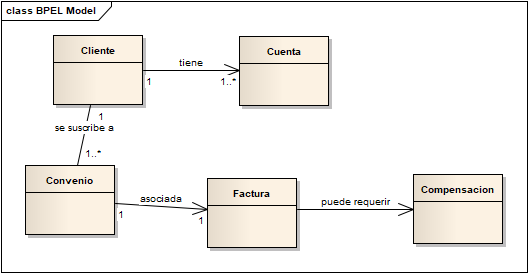 class BPEL Model
Cliente
Cuenta
tiene
1
1..*
1
se suscribe a
1..*
Convenio
Factura
Compensacion
asociada
puede requerir
1
1